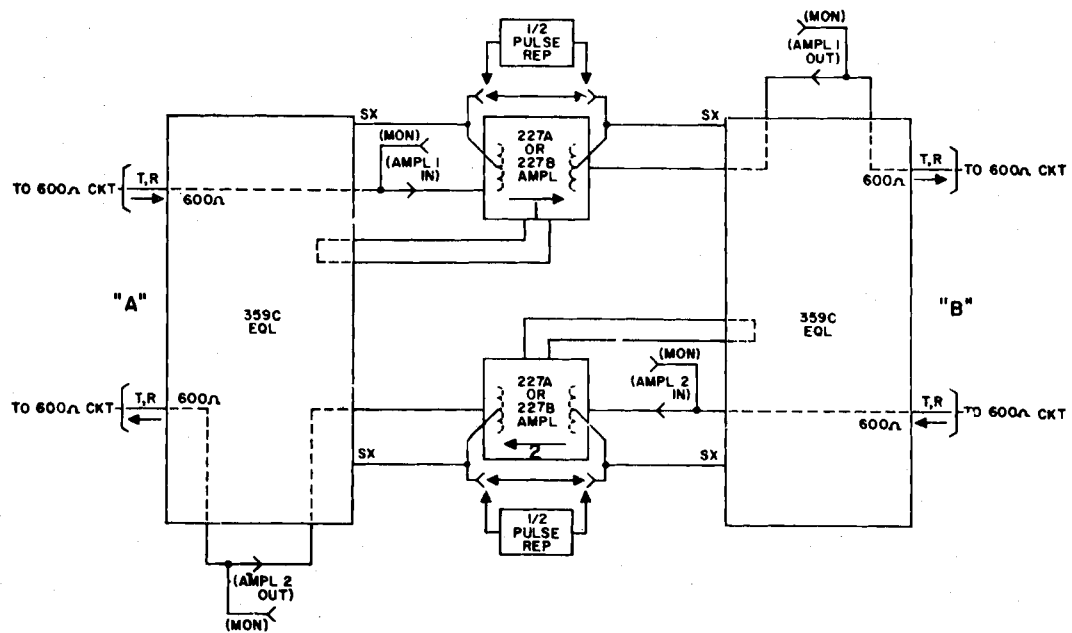 1/2
PULSE
REP
(MON)
(AMPL 1
OUT)
SX
SX
(MON)
(AMPL 1
IN)
227A
OR
227B
AMPL
1
TO 600Ω CKT
T,R
600Ω
T,R
600Ω
TO 600Ω CKT
"A"
359C
EQL
359C
EQL
"B"
(MON)
(AMPL 2
IN)
227A
OR
227B
AMPL
2
TO 600Ω CKT
T,R
600Ω
T,R
600Ω
TO 600Ω CKT
SX
SX
1/2
PULSE
REP
(AMPL 2
OUT)
(MON)